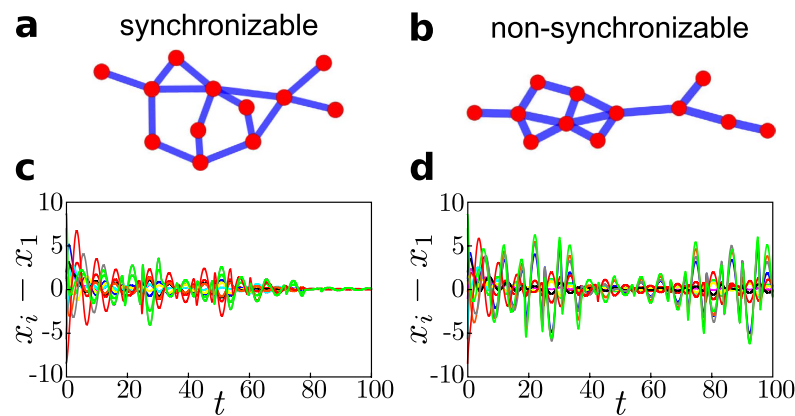 a synchronizable
b non-synchronizable
c
10
5
0
-5
-10
x_i − x_1
0 20 40 60 80 100
t
d
10
5
0
-5
-10
x_i − x_1
0 20 40 60 80 100
t